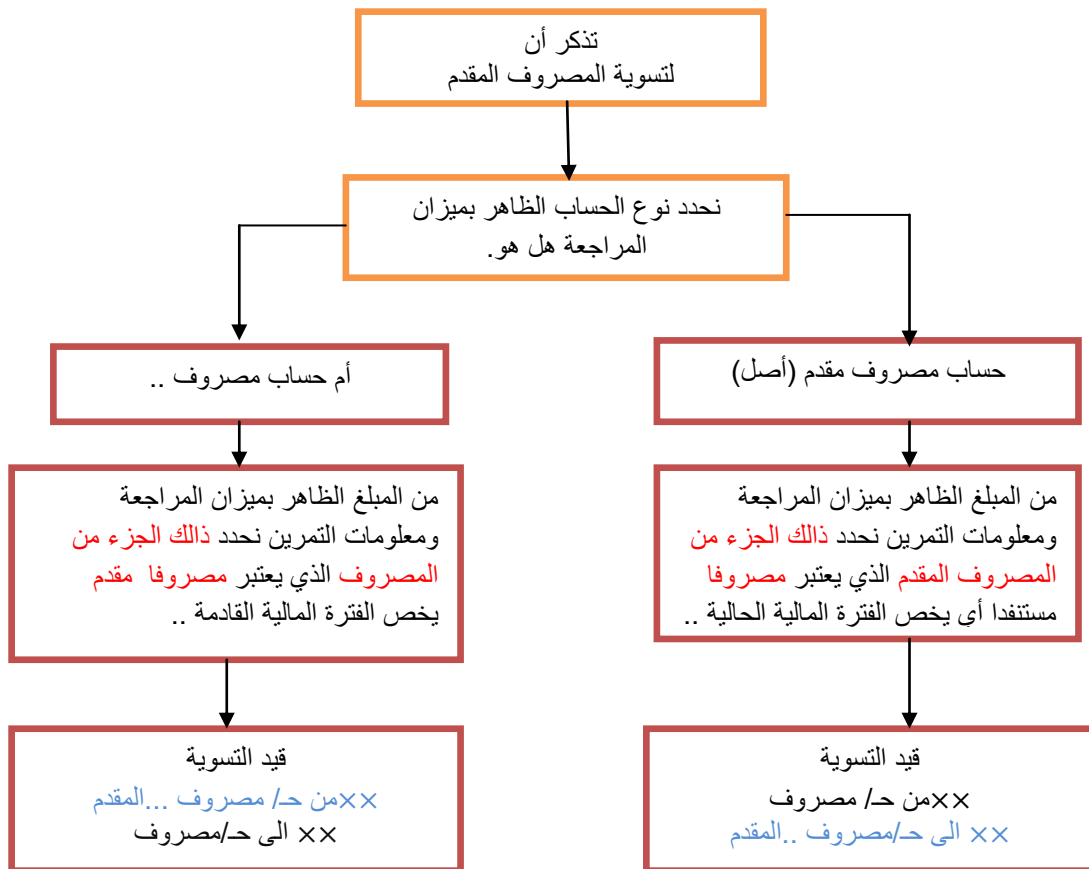 تذكر أن
لتسوية المصروف المقدم
نحدد نوع الحساب الظاهر بميزان
المراجعة هل هو.
حساب مصروف مقدم (أصل)
أم حساب مصروف ..
من المبلغ الظاهر بميزان المراجعة
ومعلومات التمرين نحدد ذالك الجزء من
المصروف المقدم الذي يعتبر مصروفا
مستنفدا أي يخص الفترة المالية الحالية ..
من المبلغ الظاهر بميزان المراجعة
ومعلومات التمرين نحدد ذالك الجزء من
المصروف الذي يعتبر مصروفا مقدم
يخص الفترة المالية القادمة ..
قيد التسوية
××من حـ/ مصروف
×× الى حـ/مصروف ..المقدم
قيد التسوية
××من حـ/ مصروف ...المقدم
×× الى حـ/مصروف